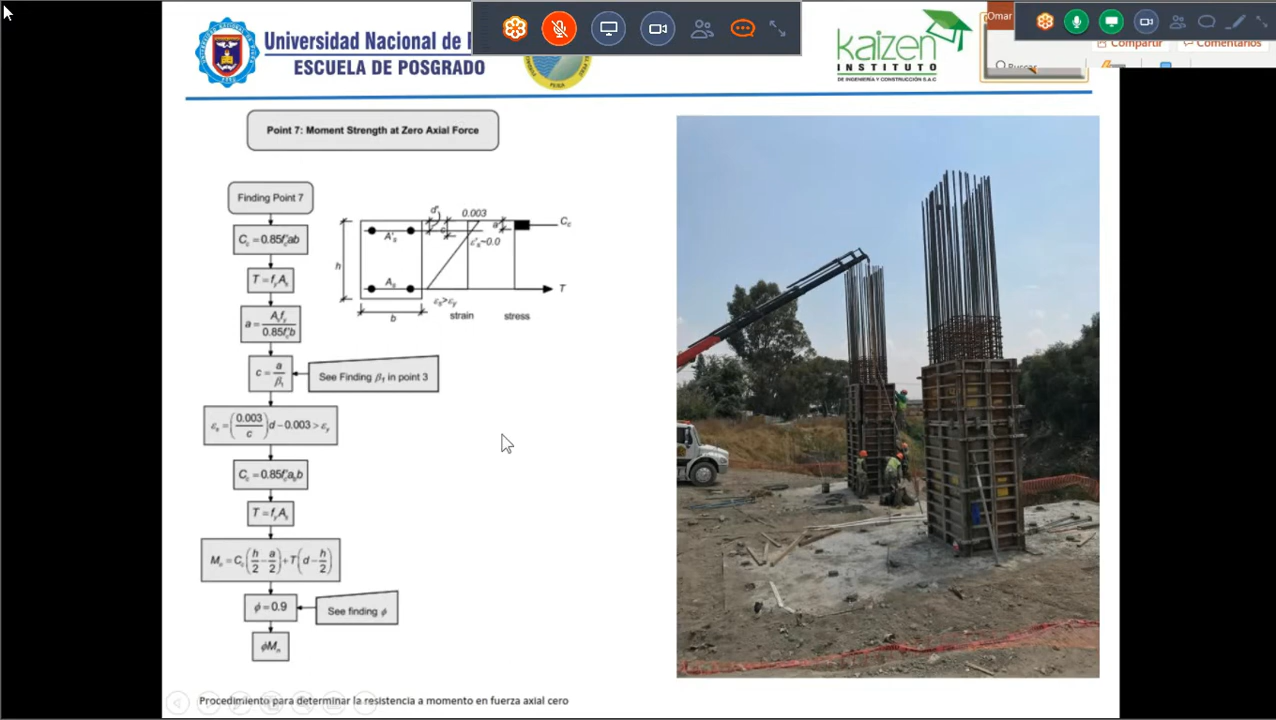 Universidad Nacional de
ESCUELA DE POSGRADO
kaizen
INSTITUTO
DE INGENIERÍA Y CONSTRUCCIÓN S.A.C
Omar
Compartir
Comentarios
Buscar
Point 7: Moment Strength at Zero Axial Force
Finding Point 7
C_c = 0.85f'_c ab
T = f_y A_s
a = A_s f_y / 0.85f'_c b
c = a / β_1
See Finding β_1 in point 3
ε_s = (0.003 / c) d − 0.003 > ε_y
C_c = 0.85f'_c a_b b
T = f_y A_s
M_n = C_c (h/2 − a/2) + T (d − h/2)
ϕ = 0.9
See finding ϕ
ϕM_n
d'
0.003
c
a
C_c
A'_s
ε'_s~0.0
h
A_s
T
ε_s>ε_y
b
strain
stress
Procedimiento para determinar la resistencia a momento en fuerza axial cero